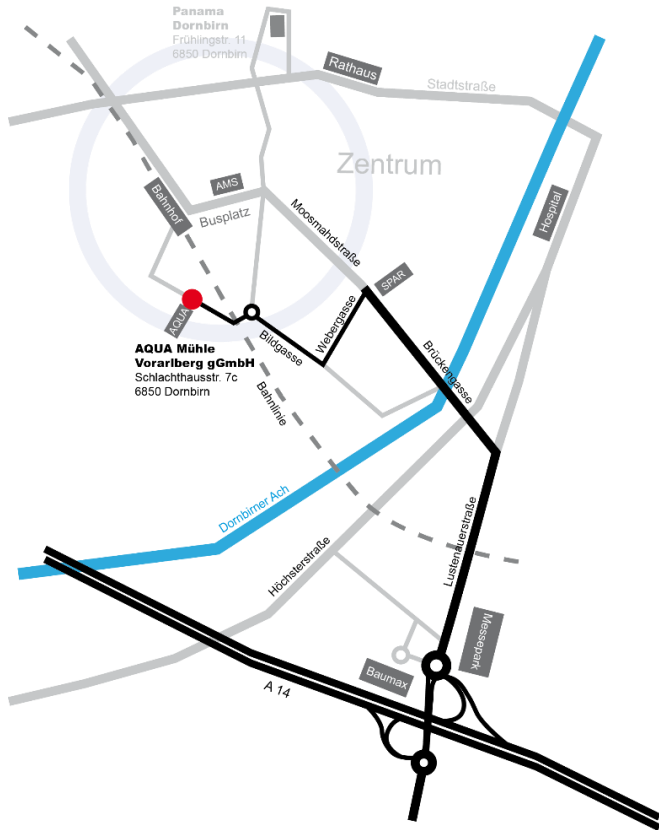 Panama
Dornbirn
Frühlingstr. 11
6850 Dornbirn
Rathaus
Stadtstraße
Zentrum
AMS
Bahnhof
Busplatz
Hospital
Moosmahdstraße
SPAR
AQUA
Webergasse
Bildgasse
AQUA Mühle
Vorarlberg gGmbH
Schlachthausstr. 7c
6850 Dornbirn
Brückengasse
Bahnlinie
Dornbirner Ach
Höchsterstraße
Lustenauerstraße
Messepark
Baumax
A 14